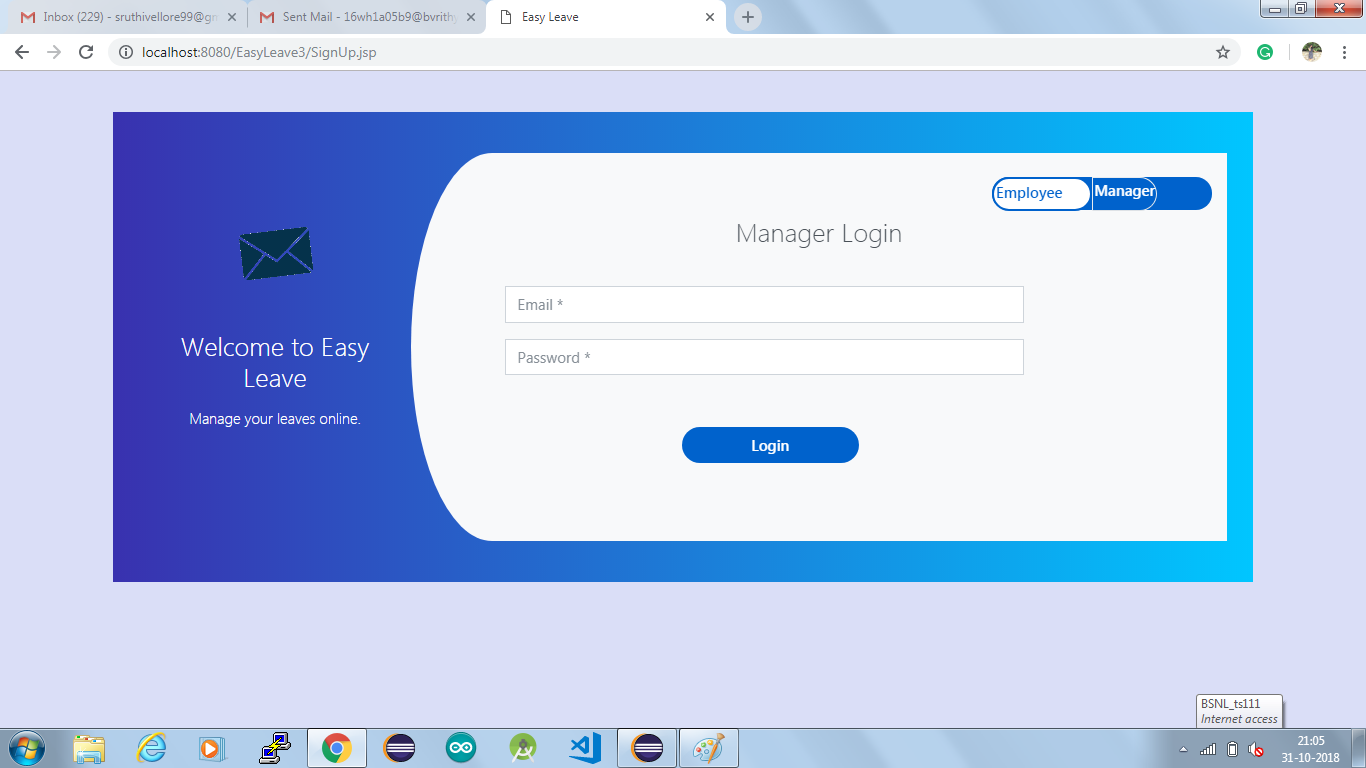 Inbox (229) - sruthivellore99@gm
Sent Mail - 16wh1a05b9@bvrithy
Easy Leave
localhost:8080/EasyLeave3/SignUp.jsp
Employee
Manager
Manager Login
Email *
Password *
Login
Welcome to Easy
Leave
Manage your leaves online.
BSNL_ts111
Internet access
21:05
31-10-2018